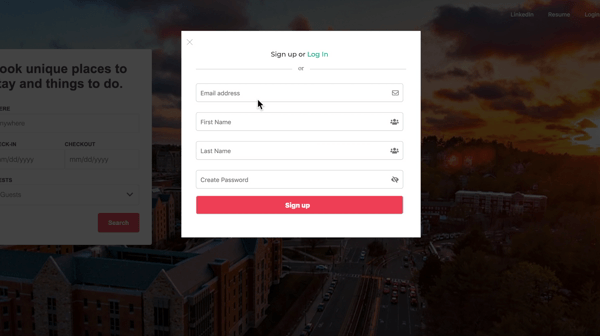 LinkedIn Resume Login
Sign up or Log In
or
Email address
First Name
Last Name
Create Password
Sign up
ook unique places to
tay and things to do.
ERE
nywhere
CK-IN CHECKOUT
m/dd/yyyy mm/dd/yyyy
STS
Guests
Search